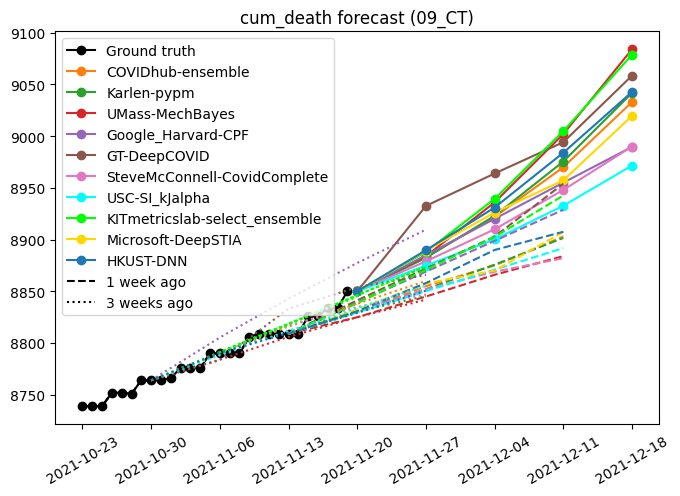 cum_death forecast (09_CT)
9100
9050
9000
8950
8900
8850
8800
8750
Ground truth
COVIDhub-ensemble
Karlen-pypm
UMass-MechBayes
Google_Harvard-CPF
GT-DeepCOVID
SteveMcConnell-CovidComplete
USC-SI_kJalpha
KITmetricslab-select_ensemble
Microsoft-DeepSTIA
HKUST-DNN
1 week ago
3 weeks ago
2021-10-23
2021-10-30
2021-11-06
2021-11-13
2021-11-20
2021-11-27
2021-12-04
2021-12-11
2021-12-18